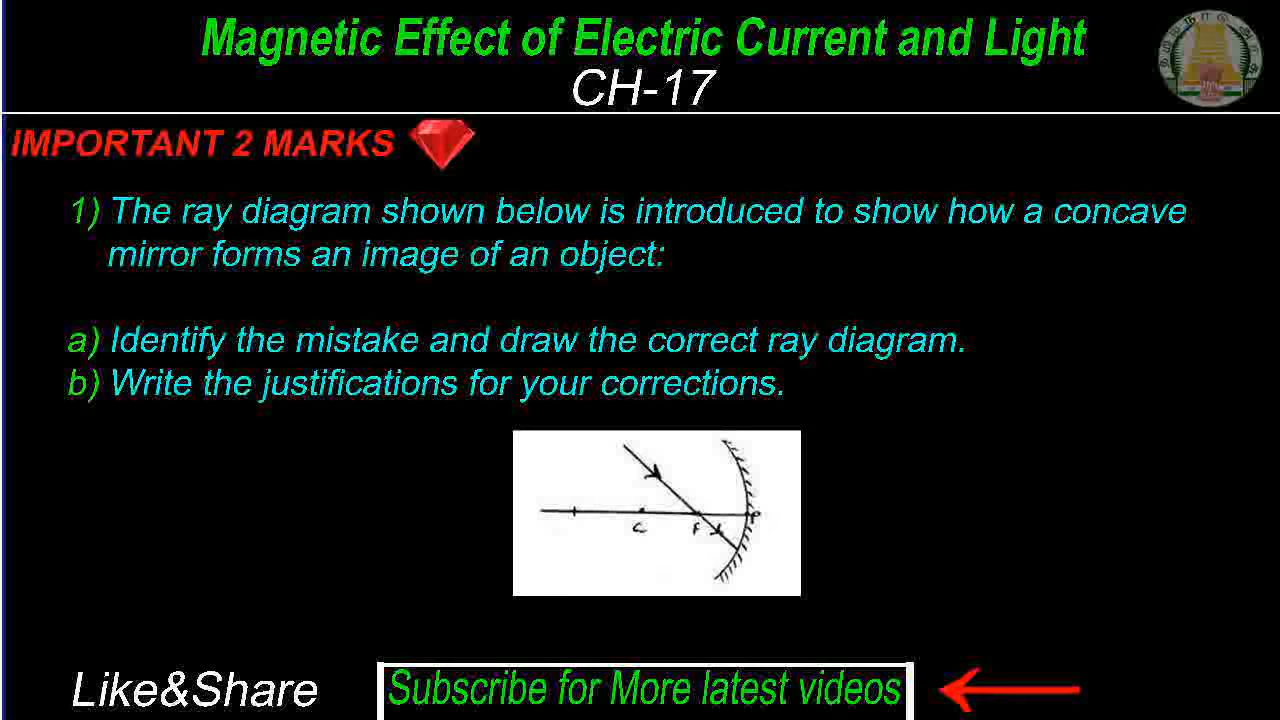 Magnetic Effect of Electric Current and Light
CH-17
IMPORTANT 2 MARKS
1) The ray diagram shown below is introduced to show how a concave
mirror forms an image of an object:
a) Identify the mistake and draw the correct ray diagram.
b) Write the justifications for your corrections.
C F P
Like&Share
Subscribe for More latest videos